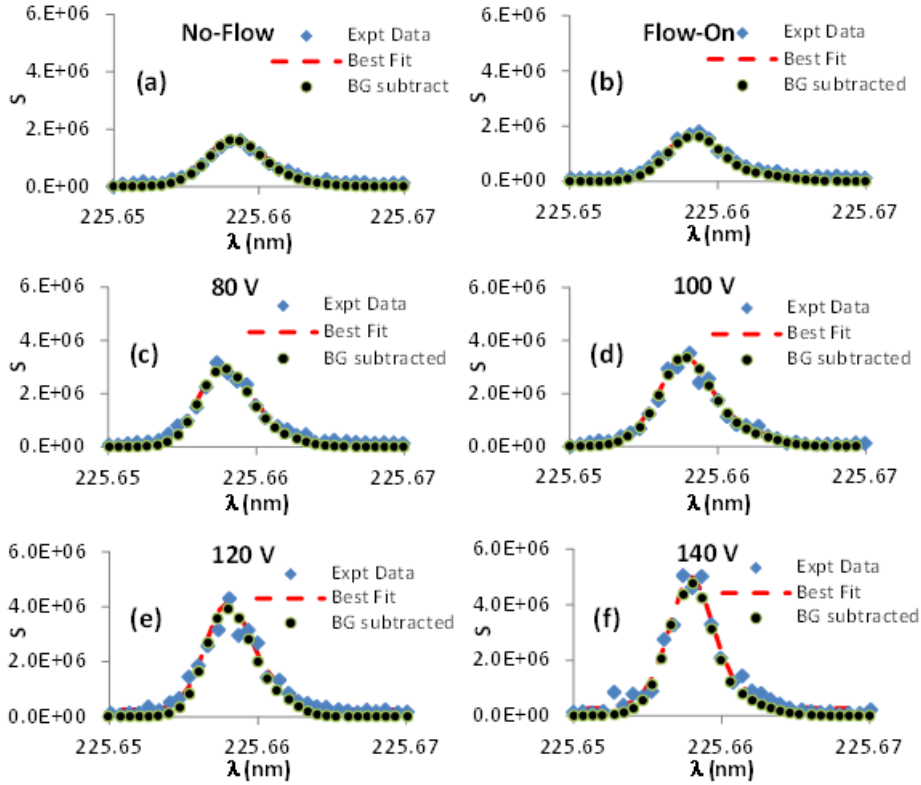 6.E+06
No-Flow
Expt Data
4.E+06
(a)
Best Fit
BG subtract
S
2.E+06
0.E+00
225.65
225.66
225.67
λ (nm)
6.E+06
Flow-On
Expt Data
4.E+06
(b)
Best Fit
BG subtracted
S
2.E+06
0.E+00
225.65
225.66
225.67
λ (nm)
80 V
6.E+06
Expt Data
4.E+06
(c)
Best Fit
BG subtracted
S
2.E+06
0.E+00
225.65
225.66
225.67
λ (nm)
100 V
6.E+06
Expt Data
4.E+06
(d)
Best Fit
BG subtracted
S
2.E+06
0.E+00
225.65
225.66
225.67
λ (nm)
120 V
6.0E+06
Expt Data
4.0E+06
(e)
Best Fit
BG subtracted
S
2.0E+06
0.0E+00
225.65
225.66
225.67
λ (nm)
140 V
6.0E+06
Expt Data
4.0E+06
(f)
Best Fit
BG subtracted
S
2.0E+06
0.0E+00
225.65
225.66
225.67
λ (nm)